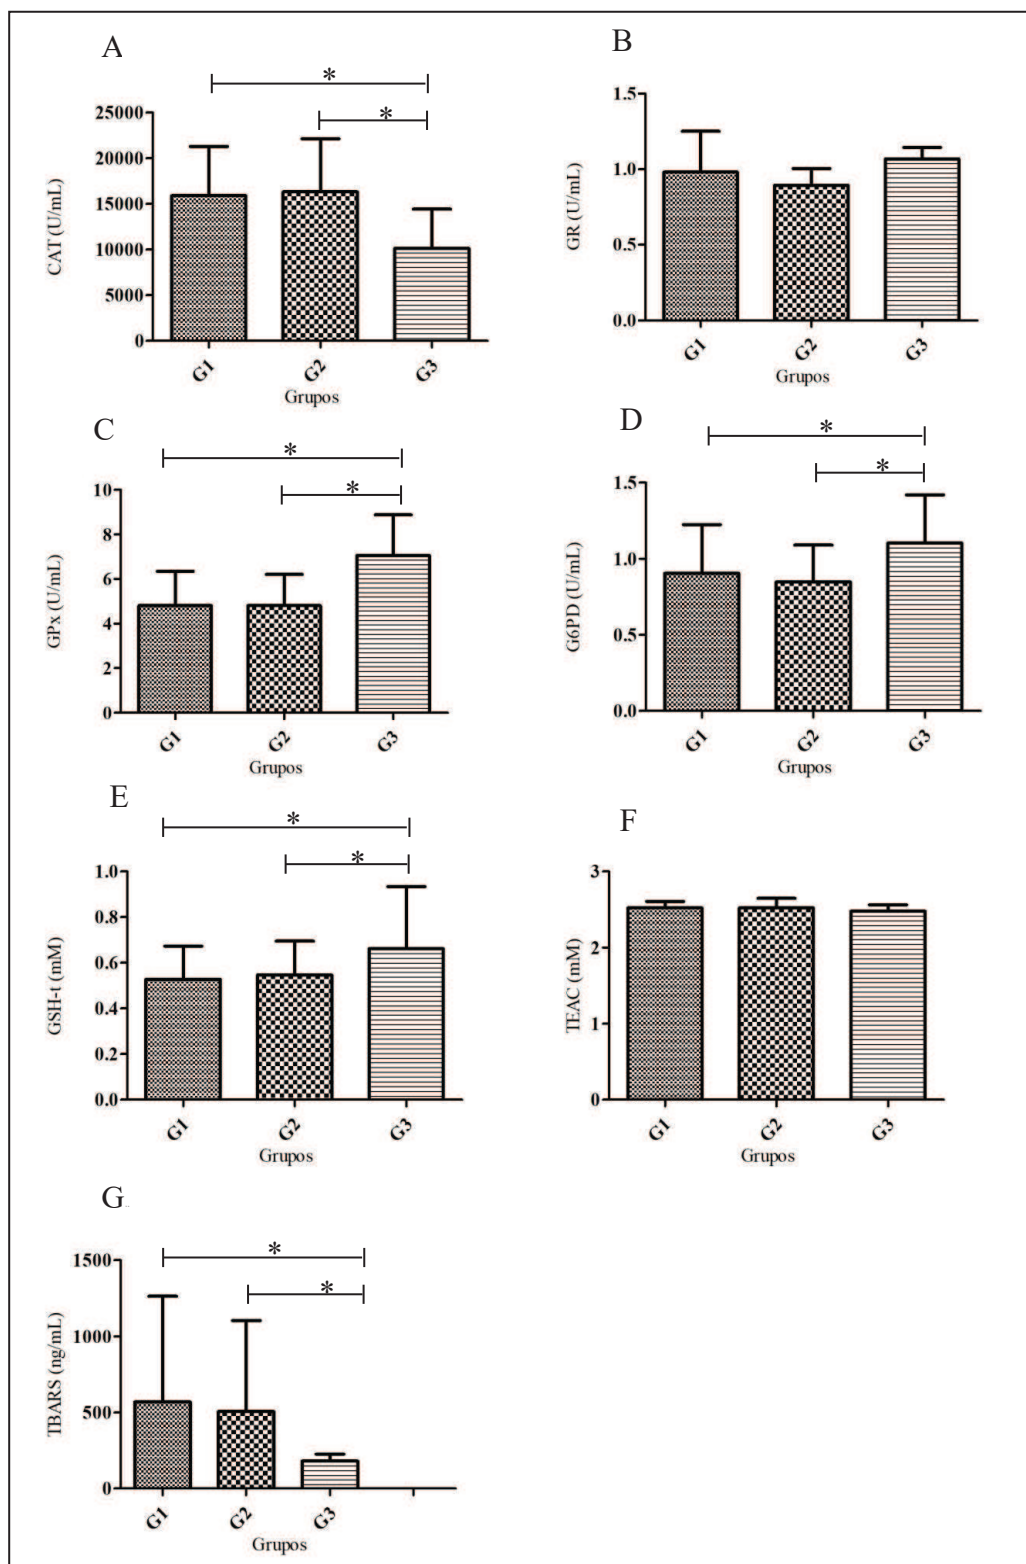 A
*
*
25000
20000
15000
10000
5000
0
CAT (U/mL)
G1
G2
G3
Grupos
B
1.5
1.0
0.5
0.0
GR (U/mL)
G1
G2
G3
Grupos
C
*
*
10
8
6
4
2
0
GPx (U/mL)
G1
G2
G3
Grupos
D
*
*
1.5
1.0
0.5
0.0
G6PD (U/mL)
G1
G2
G3
Grupos
E
*
*
1.0
0.8
0.6
0.4
0.2
0.0
GSH-t (mM)
G1
G2
G3
Grupos
F
3
2
1
0
TEAC (mM)
G1
G2
G3
Grupos
G
*
*
1500
1000
500
0
TBARS (ng/mL)
G1
G2
G3
Grupos